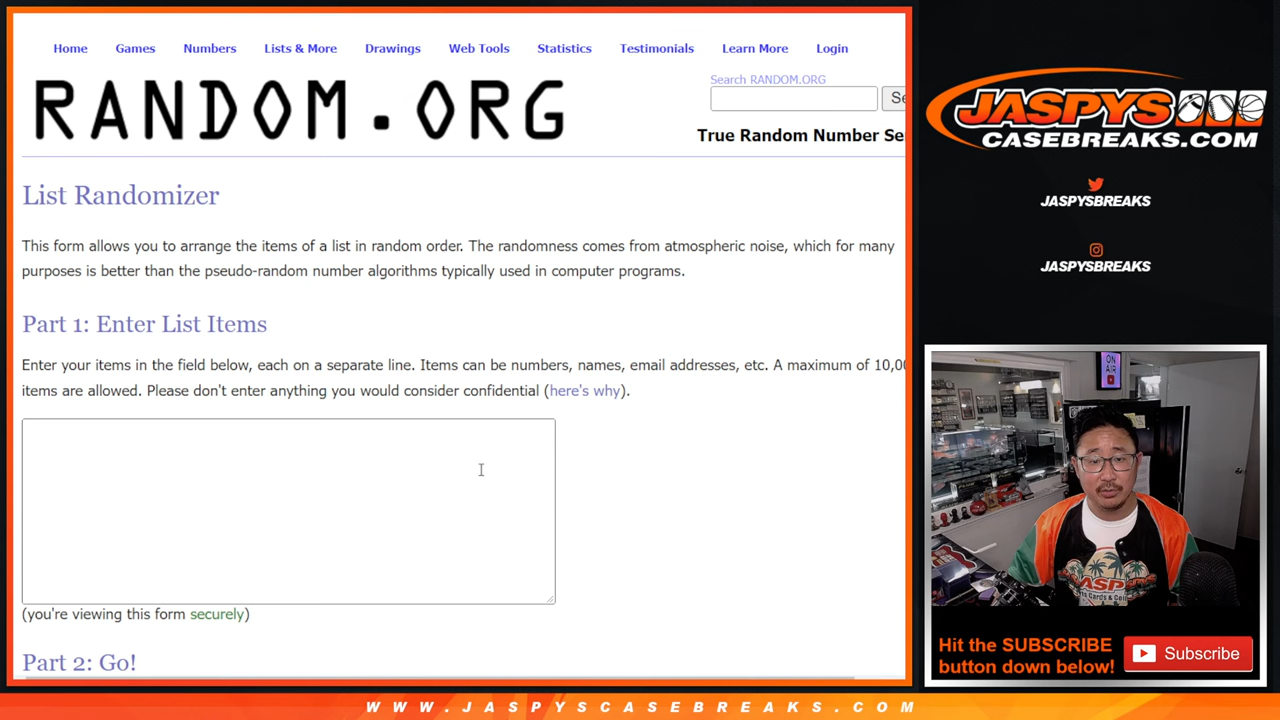 Home Games Numbers Lists & More Drawings Web Tools Statistics Testimonials Learn More Login
RANDOM.ORG
Search RANDOM.ORG
Se
True Random Number Se
List Randomizer
This form allows you to arrange the items of a list in random order. The randomness comes from atmospheric noise, which for many
purposes is better than the pseudo-random number algorithms typically used in computer programs.
Part 1: Enter List Items
Enter your items in the field below, each on a separate line. Items can be numbers, names, email addresses, etc. A maximum of 10,00
items are allowed. Please don't enter anything you would consider confidential (here's why).
(you're viewing this form securely)
Part 2: Go!
JASPYS
CASEBREAKS.COM
JASPYSBREAKS
JASPYSBREAKS
ON
AIR
JASPYS
Hit the SUBSCRIBE
button down below!
Subscribe
WWW.JASPYSCASEBREAKS.COM